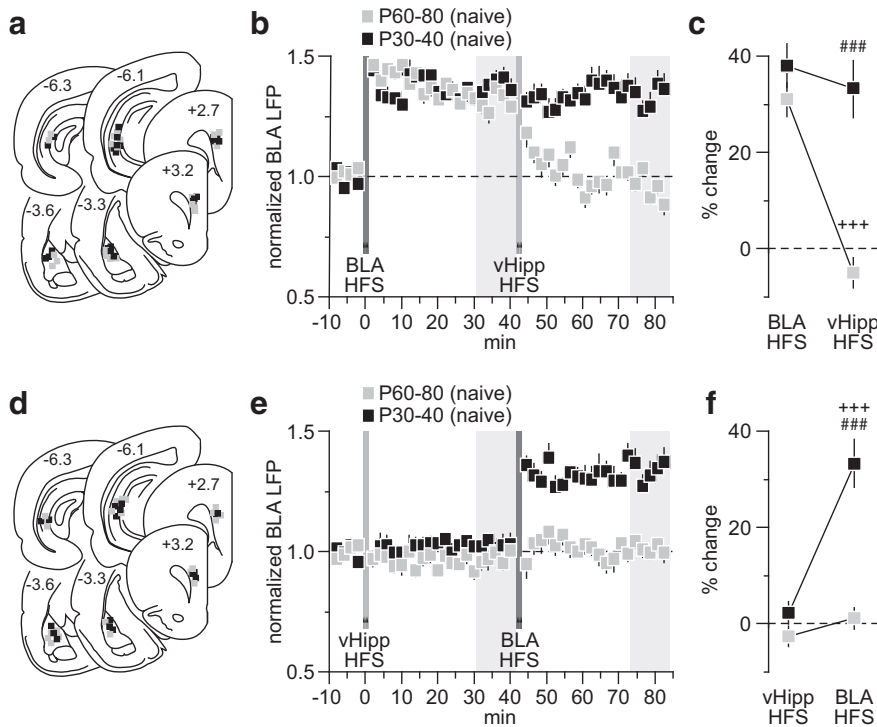 a
-6.3
-6.1
+2.7
+3.2
-3.6
-3.3
b
P60-80 (naive)
P30-40 (naive)
normalized BLA LFP
1.5
1.0
0.5
BLA HFS
vHipp HFS
-10 0 10 20 30 40 50 60 70 80
min
c
% change
40
20
0
###
+++
BLA HFS
vHipp HFS
d
-6.3
-6.1
+2.7
+3.2
-3.6
-3.3
e
P60-80 (naive)
P30-40 (naive)
normalized BLA LFP
1.5
1.0
0.5
vHipp HFS
BLA HFS
-10 0 10 20 30 40 50 60 70 80
min
f
% change
40
20
0
+++
###
vHipp HFS
BLA HFS